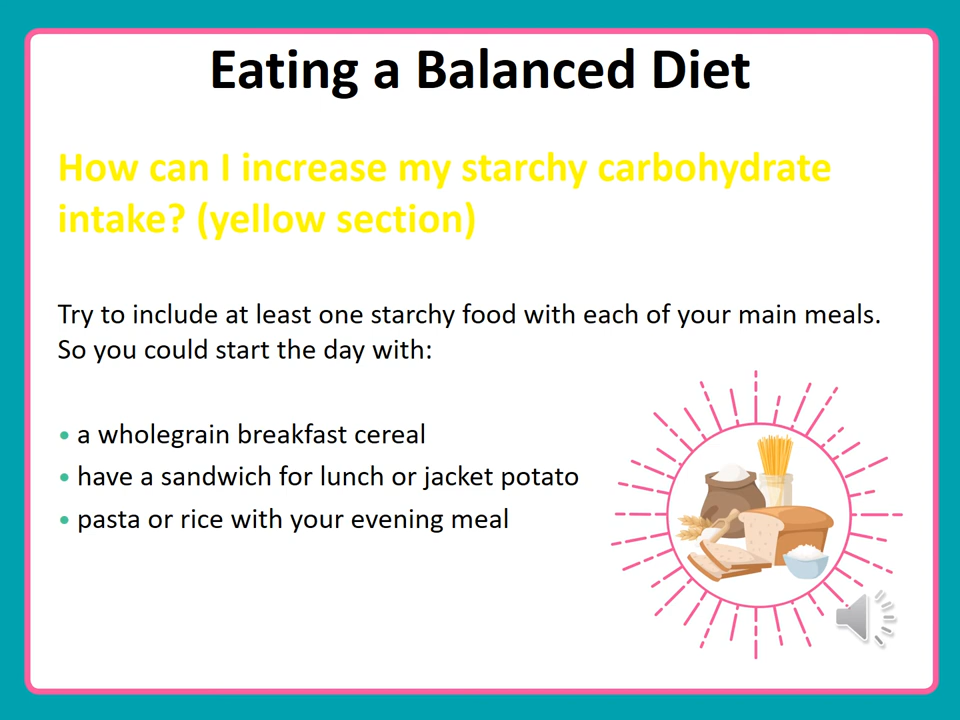 Eating a Balanced Diet
How can I increase my starchy carbohydrate
intake? (yellow section)
Try to include at least one starchy food with each of your main meals.
So you could start the day with:
• a wholegrain breakfast cereal
• have a sandwich for lunch or jacket potato
• pasta or rice with your evening meal